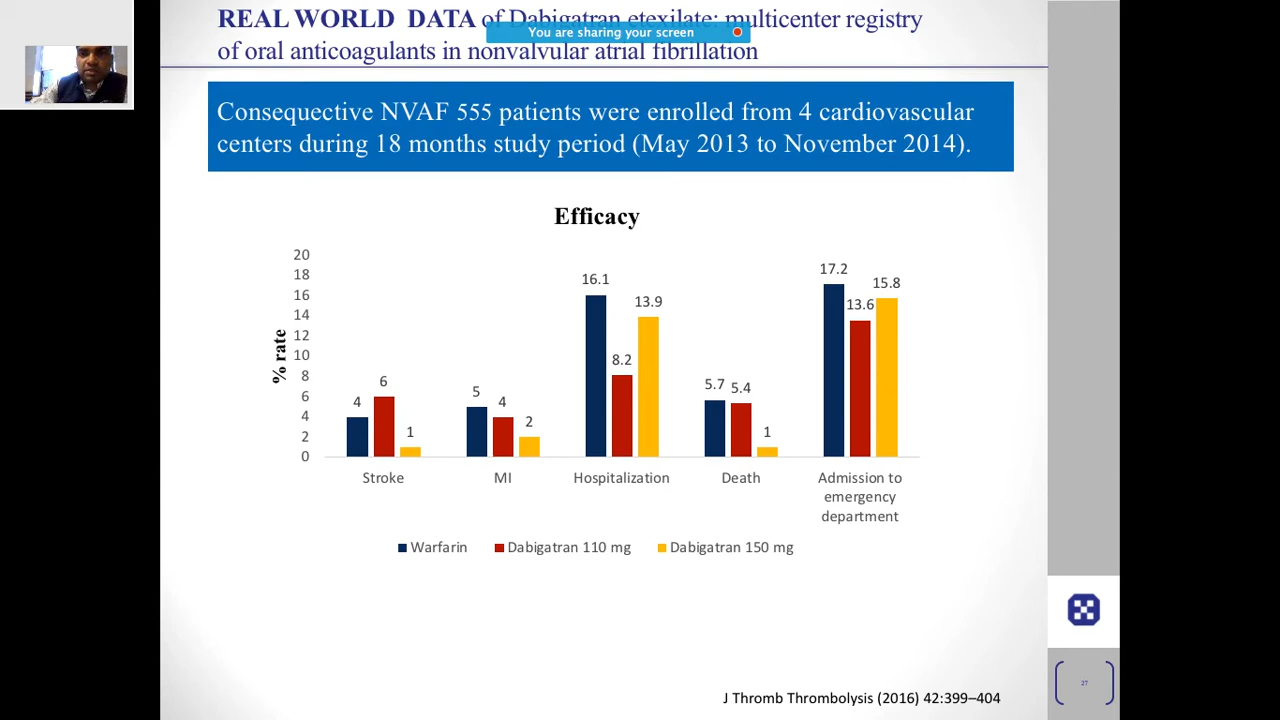 REAL WORLD DATA of Dabigatran etexilate: multicenter registry
You are sharing your screen
of oral anticoagulants in nonvalvular atrial fibrillation
Consequective NVAF 555 patients were enrolled from 4 cardiovascular
centers during 18 months study period (May 2013 to November 2014).
Efficacy
% rate
20
18
16
14
12
10
8
6
4
2
0
4
6
1
5
4
2
16.1
8.2
13.9
5.7
5.4
1
17.2
13.6
15.8
Stroke
MI
Hospitalization
Death
Admission to
emergency
department
Warfarin
Dabigatran 110 mg
Dabigatran 150 mg
27
J Thromb Thrombolysis (2016) 42:399–404